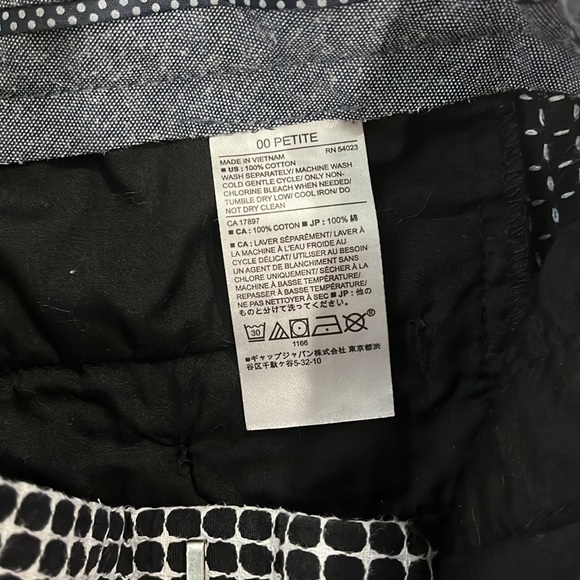 00 PETITE
MADE IN VIETNAM RN 54023
■ US : 100% COTTON
WASH SEPARATELY/ MACHINE WASH
COLD GENTLE CYCLE/ ONLY NON-
CHLORINE BLEACH WHEN NEEDED/
TUMBLE DRY LOW/ COOL IRON/ DO
NOT DRY CLEAN
CA 17897
■ CA : 100% COTON ■ JP : 100% 綿
■ CA : LAVER SÉPARÉMENT/ LAVER À
LA MACHINE À L'EAU FROIDE AU
CYCLE DÉLICAT/ UTILISER AU BESOIN
UN AGENT DE BLANCHIMENT SANS
CHLORE UNIQUEMENT/ SÉCHER À LA
MACHINE À BASSE TEMPÉRATURE/
REPASSER À BASSE TEMPÉRATURE/
NE PAS NETTOYER À SEC ■ JP : 他の
ものと分けて洗ってください
30
®
1166
■ ギャップジャパン株式会社 東京都渋
谷区千駄ヶ谷5-32-10